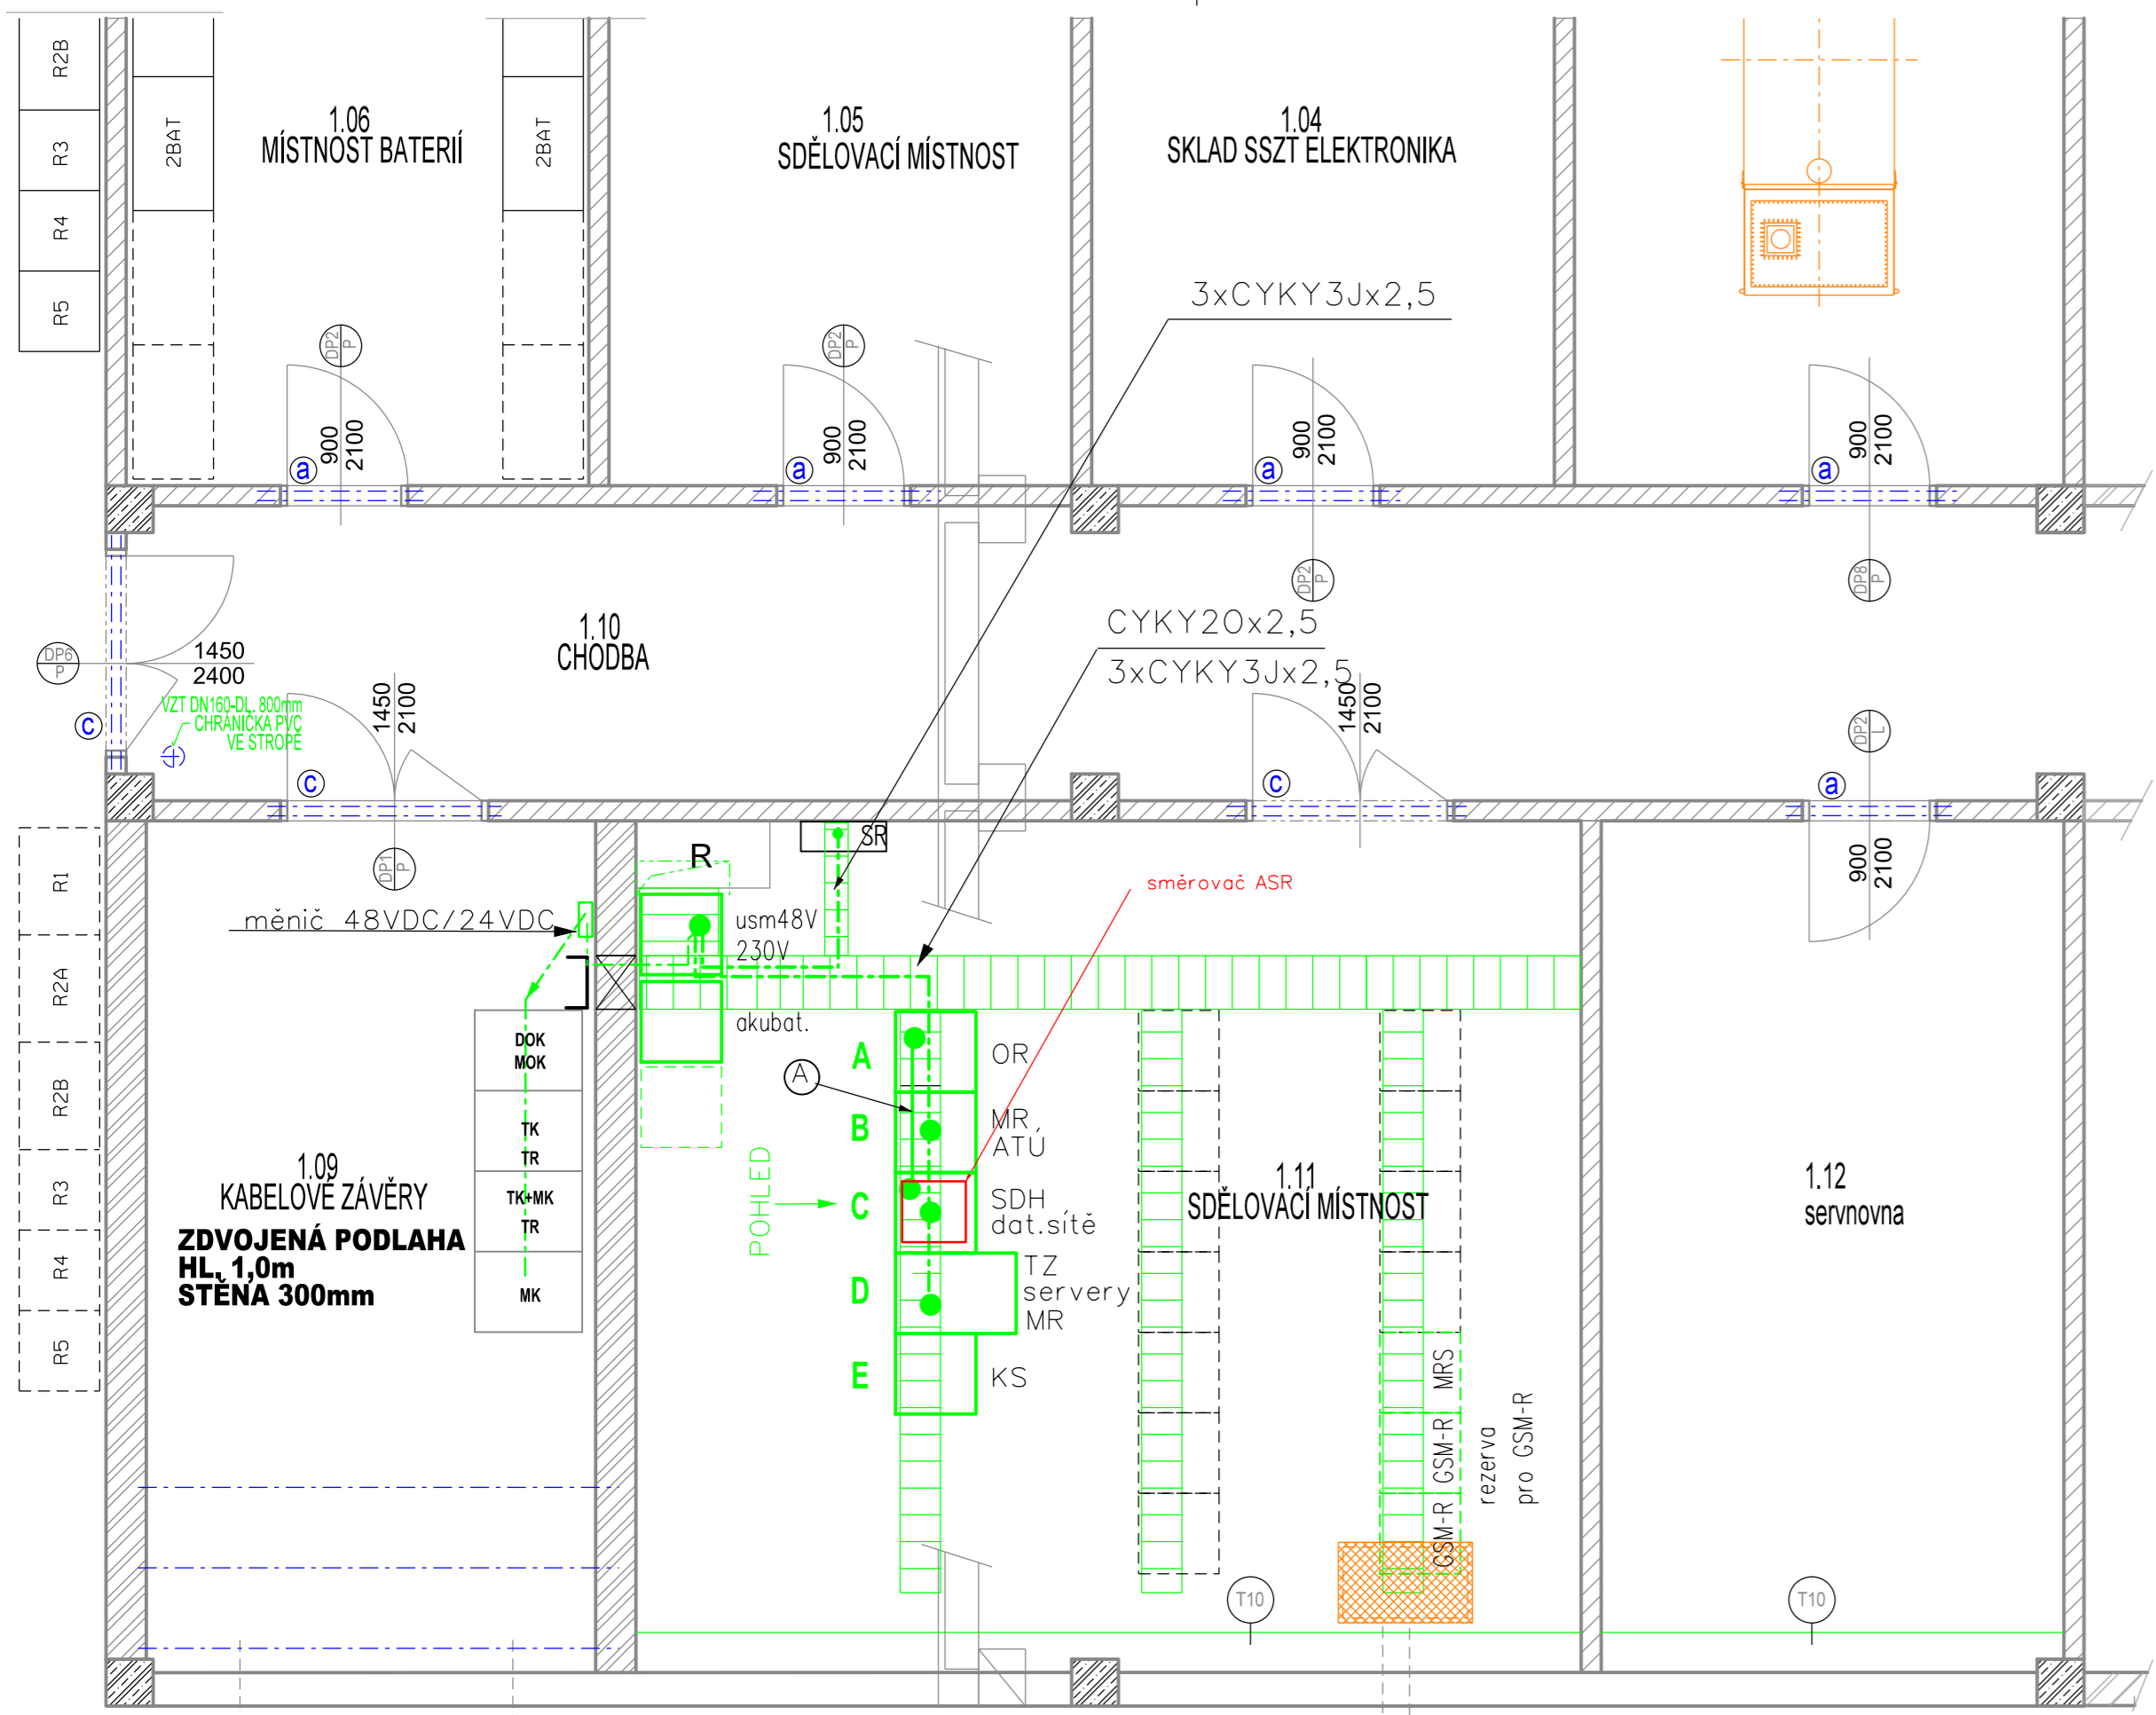 R2B
R3
R4
R5
2BAT
1.06
MÍSTNOST BATERIÍ
2BAT
1.05
SDĚLOVACÍ MÍSTNOST
1.04
SKLAD SSZT ELEKTRONIKA
3xCYKY3Jx2,5
DP2
P
900
2100
a
DP2
P
900
2100
a
900
2100
a
900
2100
a
DP2
P
DP8
P
1.10
CHODBA
CYKY2Ox2,5
3xCYKY3Jx2,5
DP6
P
1450
2400
c
VZT DN160-DL. 800mm
CHRÁNIČKA PVC
VE STROPĚ
1450
2100
c
DP1
P
1450
2100
c
DP2
L
a
900
2100
R1
R2A
R2B
R3
R4
R5
měnič 48VDC/24VDC
R
SR
usm48V
230V
akubat.
směrovač ASR
DOK
MOK
TK
TR
TK+MK
TR
MK
1.09
KABELOVÉ ZÁVĚRY
ZDVOJENÁ PODLAHA
HL. 1,0m
STĚNA 300mm
POHLED
A
A
OR
B
MR,
ATÚ
C
SDH
dat.sítě
D
TZ
servery
MR
E
KS
1.11
SDĚLOVACÍ MÍSTNOST
MRS
GSM-R
GSM-R
rezerva
pro GSM-R
1.12
servnovna
T10
T10